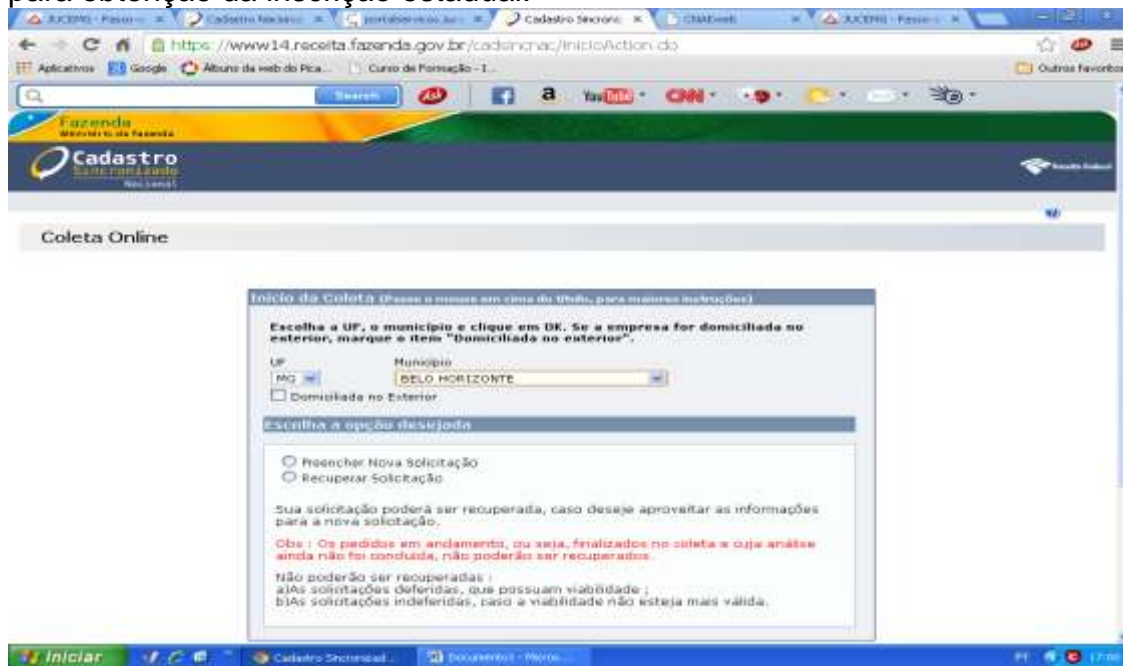 para obtenção da inscrição estadual.
JUCEMG - Passo
Cadastro Nacional
portalservicos.juc
Cadastro Sincroni
CNAEweb
JUCEMG - Passo
https://www14.receita.fazenda.gov.br/cadsincnac/inicioAction.do
Aplicativos
Google
Álbuns da web do Pica...
Curso de Formação - I...
Outros favoritos
Search
Ask
a
YouTube
CNN
Fazenda
Ministério da Fazenda
Cadastro
Sincronizado
Nacional
Receita Federal
Coleta Online
Início da Coleta (Passe o mouse em cima do título, para maiores instruções)
Escolha a UF, o município e clique em OK. Se a empresa for domiciliada no
exterior, marque o item "Domiciliada no exterior".
UF
Município
MG
BELO HORIZONTE
Domiciliada no Exterior
Escolha a opção desejada
Preencher Nova Solicitação
Recuperar Solicitação
Sua solicitação poderá ser recuperada, caso deseje aproveitar as informações
para a nova solicitação.
Obs : Os pedidos em andamento, ou seja, finalizados no coleta e cuja análise
ainda não foi concluída, não poderão ser recuperados.
Não poderão ser recuperadas :
a)As solicitações deferidas, que possuam viabilidade ;
b)As solicitações indeferidas, caso a viabilidade não esteja mais válida.
Iniciar
Cadastro Sincronizad...
Documento1 - Micros...
PT
17:00